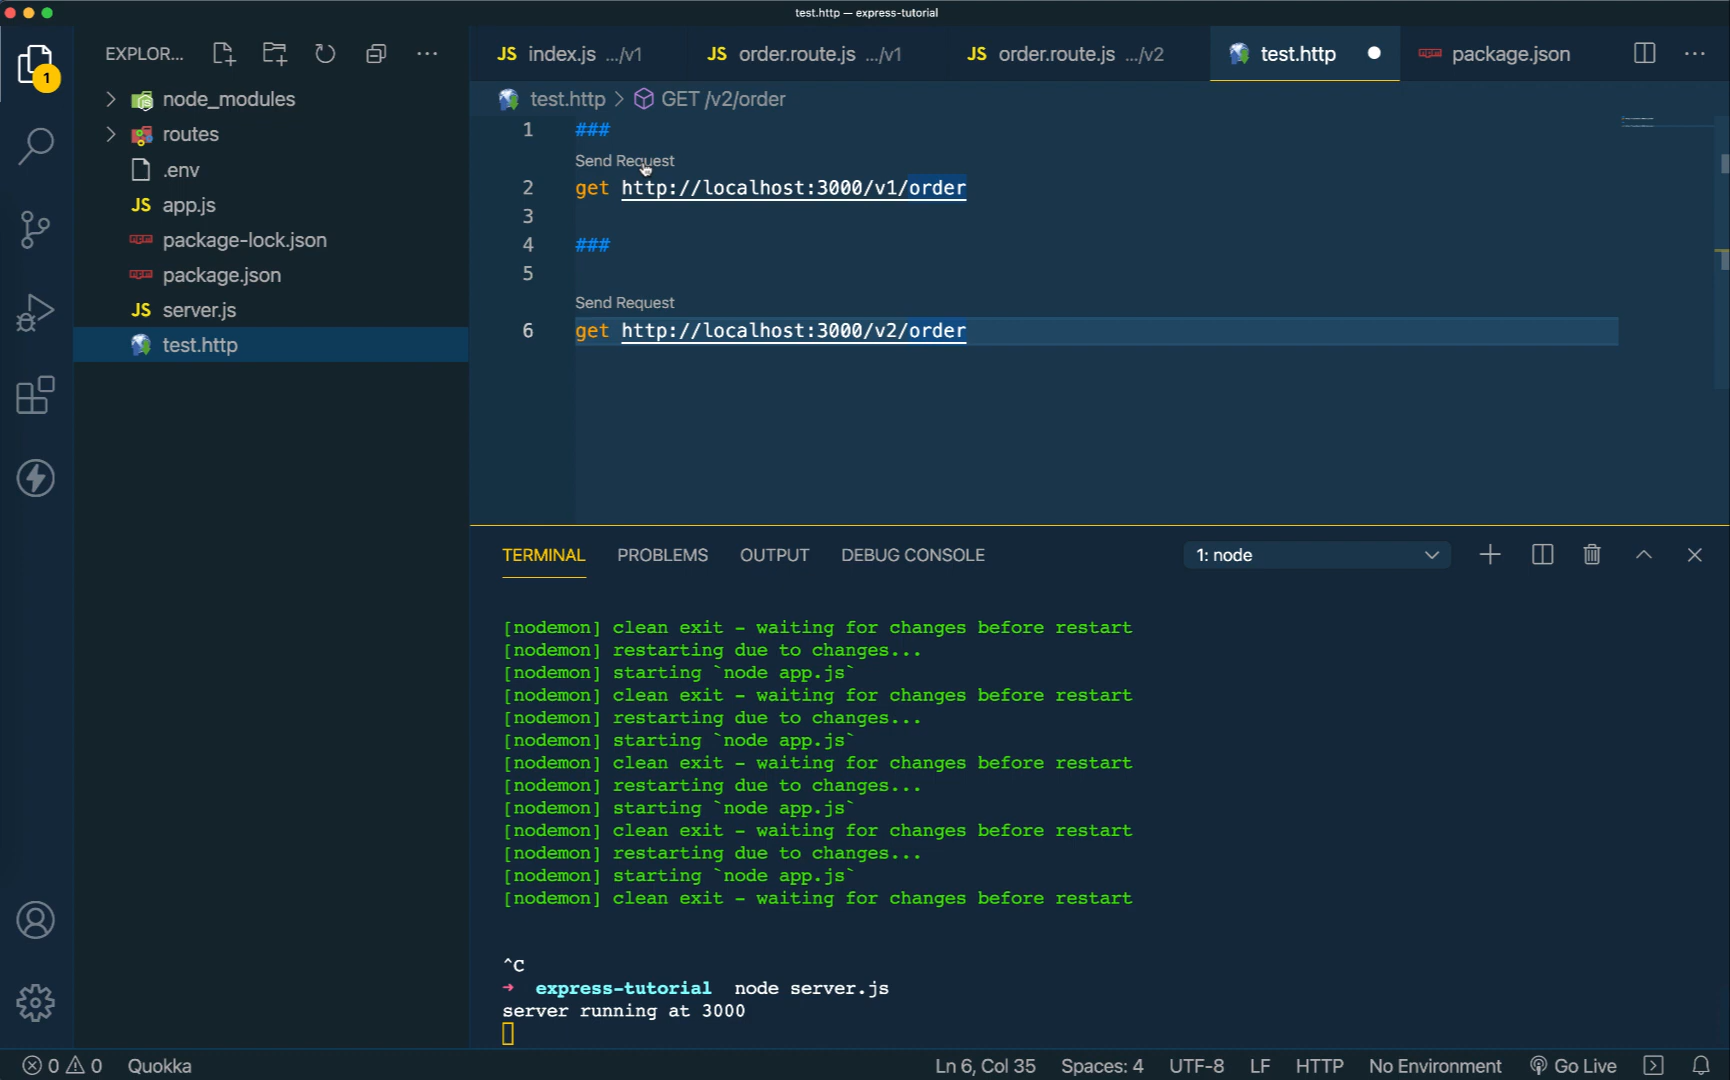 test.http — express-tutorial
EXPLOR...
JS index.js .../v1
JS order.route.js .../v1
JS order.route.js .../v2
test.http
package.json
1
node_modules
routes
.env
JS app.js
package-lock.json
package.json
JS server.js
test.http
test.http > GET /v2/order
1 ###
Send Request
2 get http://localhost:3000/v1/order
3
4 ###
5
Send Request
6 get http://localhost:3000/v2/order
TERMINAL PROBLEMS OUTPUT DEBUG CONSOLE
1: node
[nodemon] clean exit - waiting for changes before restart
[nodemon] restarting due to changes...
[nodemon] starting `node app.js`
[nodemon] clean exit - waiting for changes before restart
[nodemon] restarting due to changes...
[nodemon] starting `node app.js`
[nodemon] clean exit - waiting for changes before restart
[nodemon] restarting due to changes...
[nodemon] starting `node app.js`
[nodemon] clean exit - waiting for changes before restart
[nodemon] restarting due to changes...
[nodemon] starting `node app.js`
[nodemon] clean exit - waiting for changes before restart
^C
→ express-tutorial node server.js
server running at 3000
0 0 Quokka
Ln 6, Col 35 Spaces: 4 UTF-8 LF HTTP No Environment Go Live